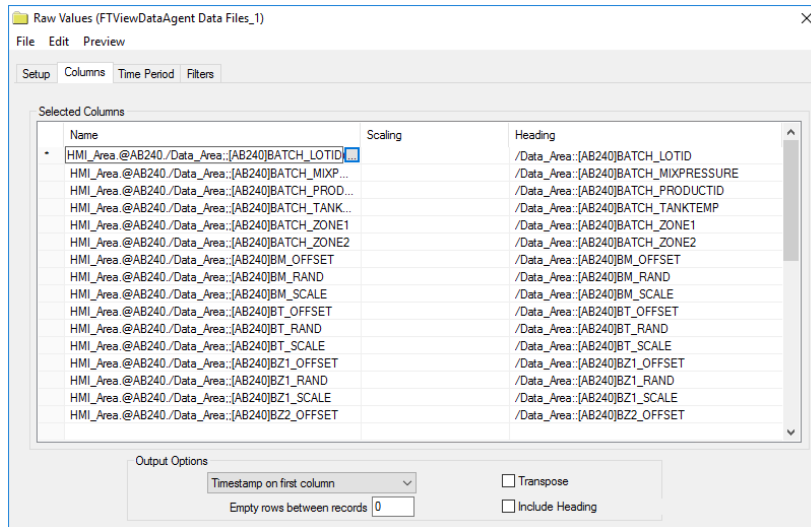 Raw Values (FTViewDataAgent Data Files_1)
File Edit Preview
Setup Columns Time Period Filters
Selected Columns
Name Scaling Heading
* HMI_Area.@AB240./Data_Area;;[AB240]BATCH_LOTID ... /Data_Area::[AB240]BATCH_LOTID
HMI_Area.@AB240./Data_Area;;[AB240]BATCH_MIXP... /Data_Area::[AB240]BATCH_MIXPRESSURE
HMI_Area.@AB240./Data_Area;;[AB240]BATCH_PROD... /Data_Area::[AB240]BATCH_PRODUCTID
HMI_Area.@AB240./Data_Area;;[AB240]BATCH_TANK... /Data_Area::[AB240]BATCH_TANKTEMP
HMI_Area.@AB240./Data_Area;;[AB240]BATCH_ZONE1 /Data_Area::[AB240]BATCH_ZONE1
HMI_Area.@AB240./Data_Area;;[AB240]BATCH_ZONE2 /Data_Area::[AB240]BATCH_ZONE2
HMI_Area.@AB240./Data_Area;;[AB240]BM_OFFSET /Data_Area::[AB240]BM_OFFSET
HMI_Area.@AB240./Data_Area;;[AB240]BM_RAND /Data_Area::[AB240]BM_RAND
HMI_Area.@AB240./Data_Area;;[AB240]BM_SCALE /Data_Area::[AB240]BM_SCALE
HMI_Area.@AB240./Data_Area;;[AB240]BT_OFFSET /Data_Area::[AB240]BT_OFFSET
HMI_Area.@AB240./Data_Area;;[AB240]BT_RAND /Data_Area::[AB240]BT_RAND
HMI_Area.@AB240./Data_Area;;[AB240]BT_SCALE /Data_Area::[AB240]BT_SCALE
HMI_Area.@AB240./Data_Area;;[AB240]BZ1_OFFSET /Data_Area::[AB240]BZ1_OFFSET
HMI_Area.@AB240./Data_Area;;[AB240]BZ1_RAND /Data_Area::[AB240]BZ1_RAND
HMI_Area.@AB240./Data_Area;;[AB240]BZ1_SCALE /Data_Area::[AB240]BZ1_SCALE
HMI_Area.@AB240./Data_Area;;[AB240]BZ2_OFFSET /Data_Area::[AB240]BZ2_OFFSET
Output Options
Timestamp on first column Transpose
Empty rows between records 0 Include Heading